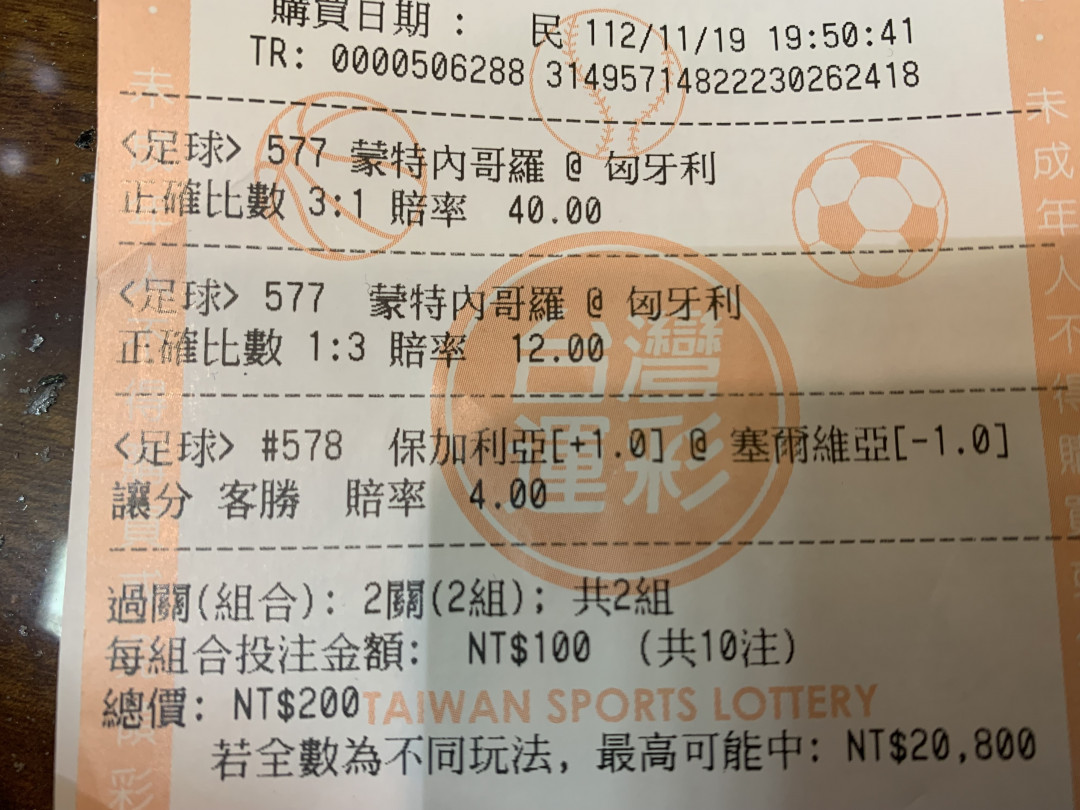 購買日期： 民 112/11/19 19:50:41
TR: 0000506288 31495714822230262418
<足球> 577 蒙特內哥羅 @ 匈牙利
正確比數 3:1 賠率 40.00
<足球> 577 蒙特內哥羅 @ 匈牙利
正確比數 1:3 賠率 12.00
<足球> #578 保加利亞[+1.0] @ 塞爾維亞[-1.0]
讓分 客勝 賠率 4.00
台灣
運彩
過關(組合): 2關(2組); 共2組
每組合投注金額: NT$100 (共10注)
總價: NT$200
TAIWAN SPORTS LOTTERY
若全數為不同玩法, 最高可能中: NT$20,800
未成年人不得購買